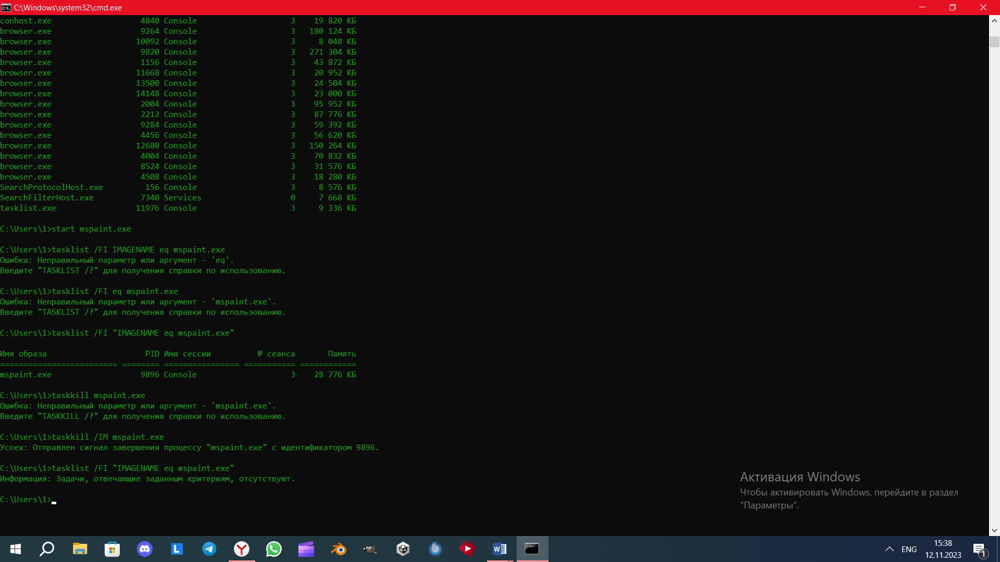 C:\Windows\system32\cmd.exe
conhost.exe 4840 Console 3 19 820 КБ
browser.exe 9264 Console 3 180 124 КБ
browser.exe 10092 Console 3 8 048 КБ
browser.exe 9820 Console 3 271 304 КБ
browser.exe 1156 Console 3 43 872 КБ
browser.exe 11668 Console 3 20 952 КБ
browser.exe 13500 Console 3 24 504 КБ
browser.exe 14148 Console 3 23 000 КБ
browser.exe 2004 Console 3 95 952 КБ
browser.exe 2212 Console 3 87 776 КБ
browser.exe 9284 Console 3 59 392 КБ
browser.exe 4456 Console 3 56 620 КБ
browser.exe 12680 Console 3 150 264 КБ
browser.exe 4004 Console 3 70 832 КБ
browser.exe 8524 Console 3 31 576 КБ
browser.exe 4508 Console 3 18 280 КБ
SearchProtocolHost.exe 156 Console 3 8 576 КБ
SearchFilterHost.exe 7340 Services 0 7 668 КБ
tasklist.exe 11976 Console 3 9 336 КБ
C:\Users\1>start mspaint.exe
C:\Users\1>tasklist /FI IMAGENAME eq mspaint.exe
Ошибка: Неправильный параметр или аргумент - 'eq'.
Введите "TASKLIST /?" для получения справки по использованию.
C:\Users\1>tasklist /FI eq mspaint.exe
Ошибка: Неправильный параметр или аргумент - 'mspaint.exe'.
Введите "TASKLIST /?" для получения справки по использованию.
C:\Users\1>tasklist /FI "IMAGENAME eq mspaint.exe"
Имя образа PID Имя сессии № сеанса Память
========================= ======== ================ =========== ============
mspaint.exe 9896 Console 3 28 776 КБ
C:\Users\1>taskkill mspaint.exe
Ошибка: Неправильный параметр или аргумент - 'mspaint.exe'.
Введите "TASKKILL /?" для получения справки по использованию.
C:\Users\1>taskkill /IM mspaint.exe
Успех: Отправлен сигнал завершения процессу "mspaint.exe" с идентификатором 9896.
C:\Users\1>tasklist /FI "IMAGENAME eq mspaint.exe"
Информация: Задачи, отвечающие заданным критериям, отсутствуют.
C:\Users\1>
Активация Windows
Чтобы активировать Windows, перейдите в раздел
"Параметры".
ENG
15:38
12.11.2023
1